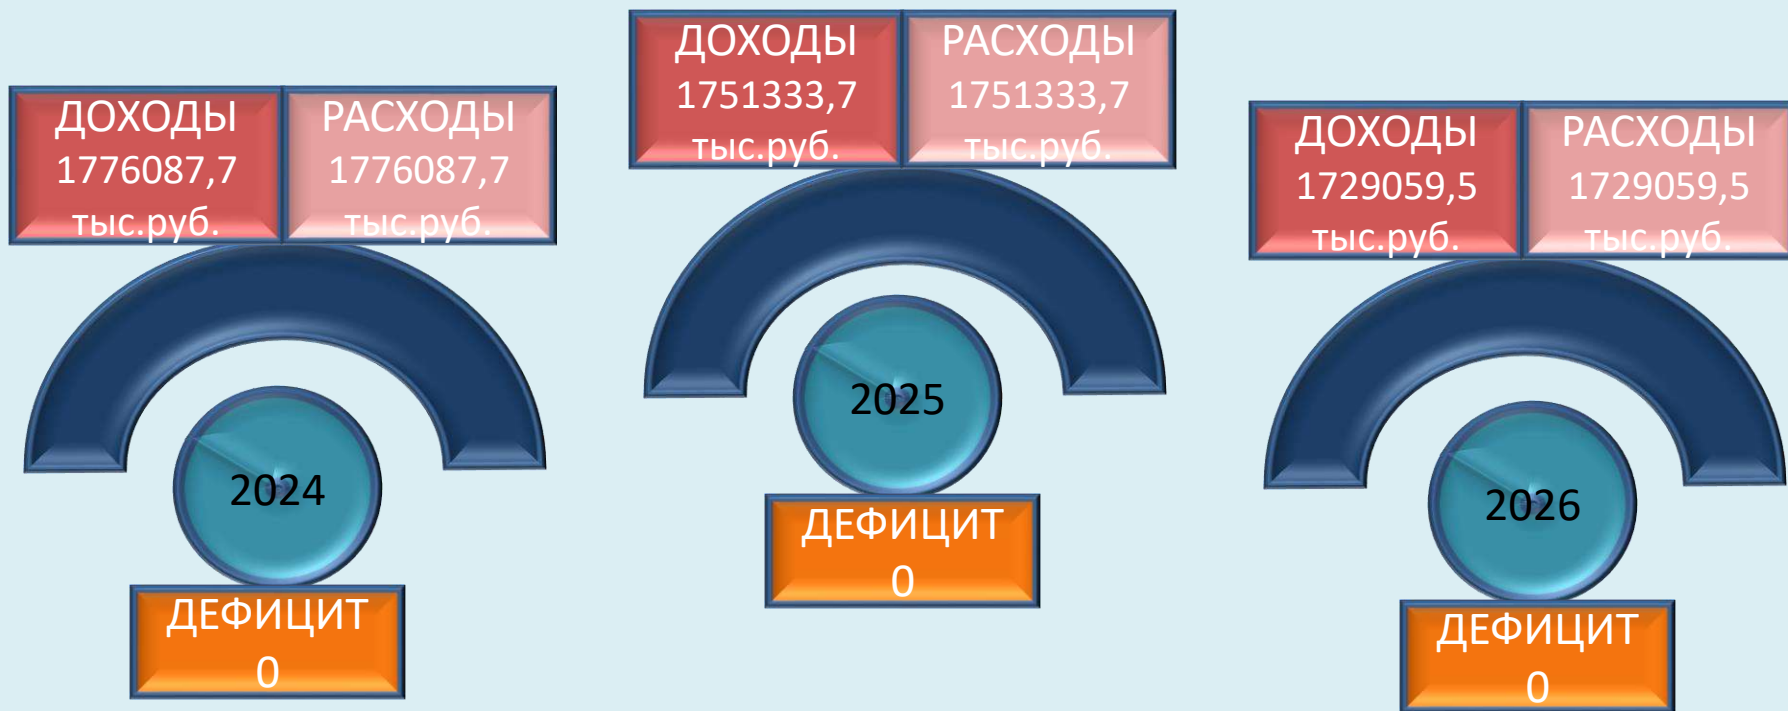 ДОХОДЫ
1776087,7
тыс.руб.
РАСХОДЫ
1776087,7
тыс.руб.
2024
ДЕФИЦИТ
0
ДОХОДЫ
1751333,7
тыс.руб.
РАСХОДЫ
1751333,7
тыс.руб.
2025
ДЕФИЦИТ
0
ДОХОДЫ
1729059,5
тыс.руб.
РАСХОДЫ
1729059,5
тыс.руб.
2026
ДЕФИЦИТ
0